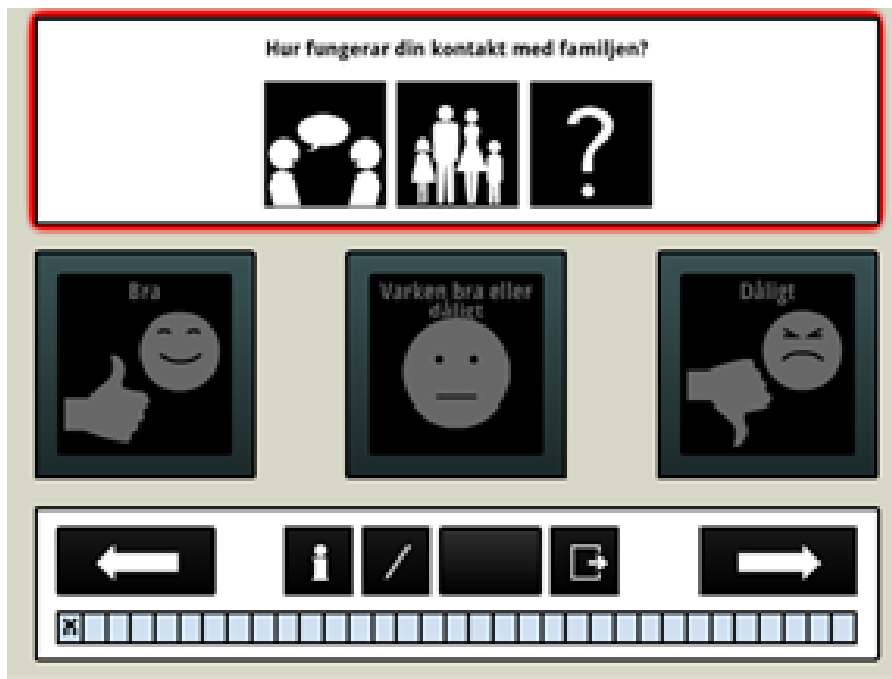 Hur fungerar din kontakt med familjen?
?
Bra
Varken bra eller
dåligt
Dåligt
i
/
x